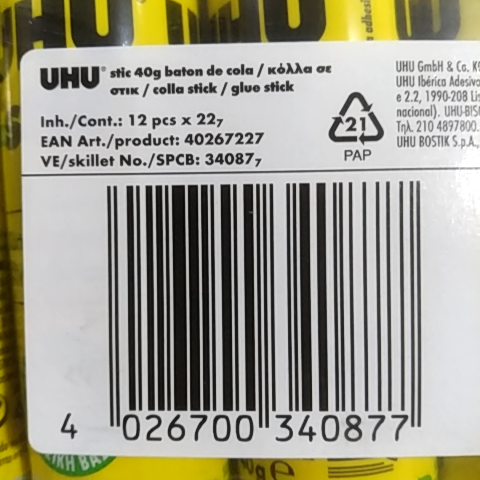 UHU stic 40g baton de cola / κόλλα σε
στικ / colla stick / glue stick
Inh./Cont.: 12 pcs x 22,
EAN Art./product: 40267227
VE/skillet No./SPCB: 340877
21
PAP
UHU GmbH & Co. K
UHU Ibérica Adesivo
e 2.2, 1990-208 Lis
nacional). UHU-BIS
Τηλ. 210 4897800.
UHU BOSTIK S.p.A.,
4 026700 340877